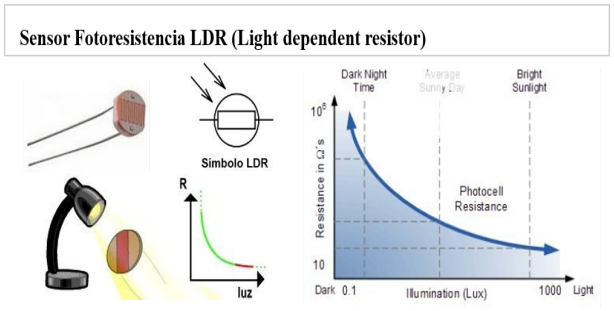 Sensor Fotoresistencia LDR (Light dependent resistor)
Símbolo LDR
R
luz
Dark Night
Time
Average
Sunny Day
Bright
Sunlight
10⁶
Resistance in Ω's
Photocell
Resistance
10
Dark 0.1
Illumination (Lux)
1000 Light